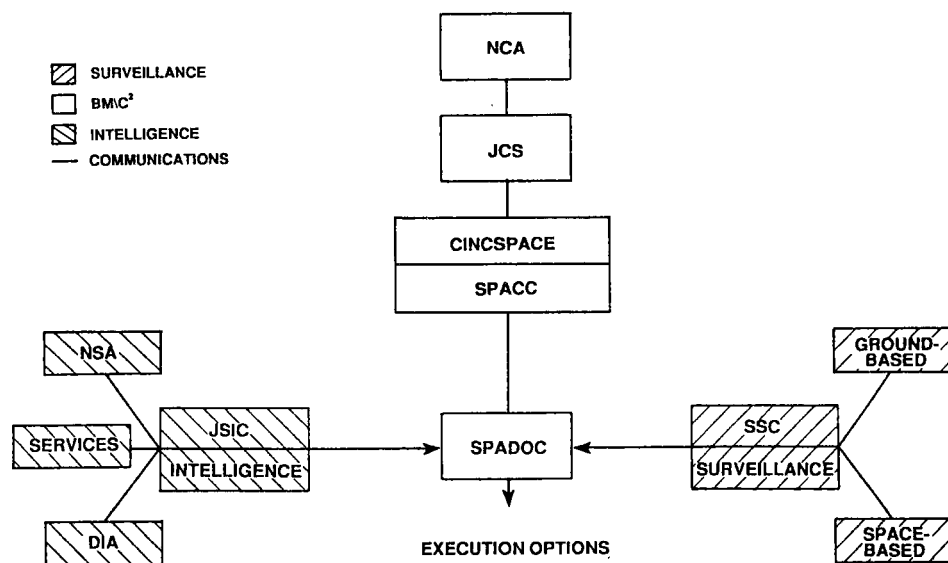 NCA
SURVEILLANCE
BM\C²
INTELLIGENCE
COMMUNICATIONS
JCS
CINCSPACE
SPACC
NSA
SERVICES
DIA
JSIC
INTELLIGENCE
SPADOC
EXECUTION OPTIONS
SSC
SURVEILLANCE
GROUND-
BASED
SPACE-
BASED